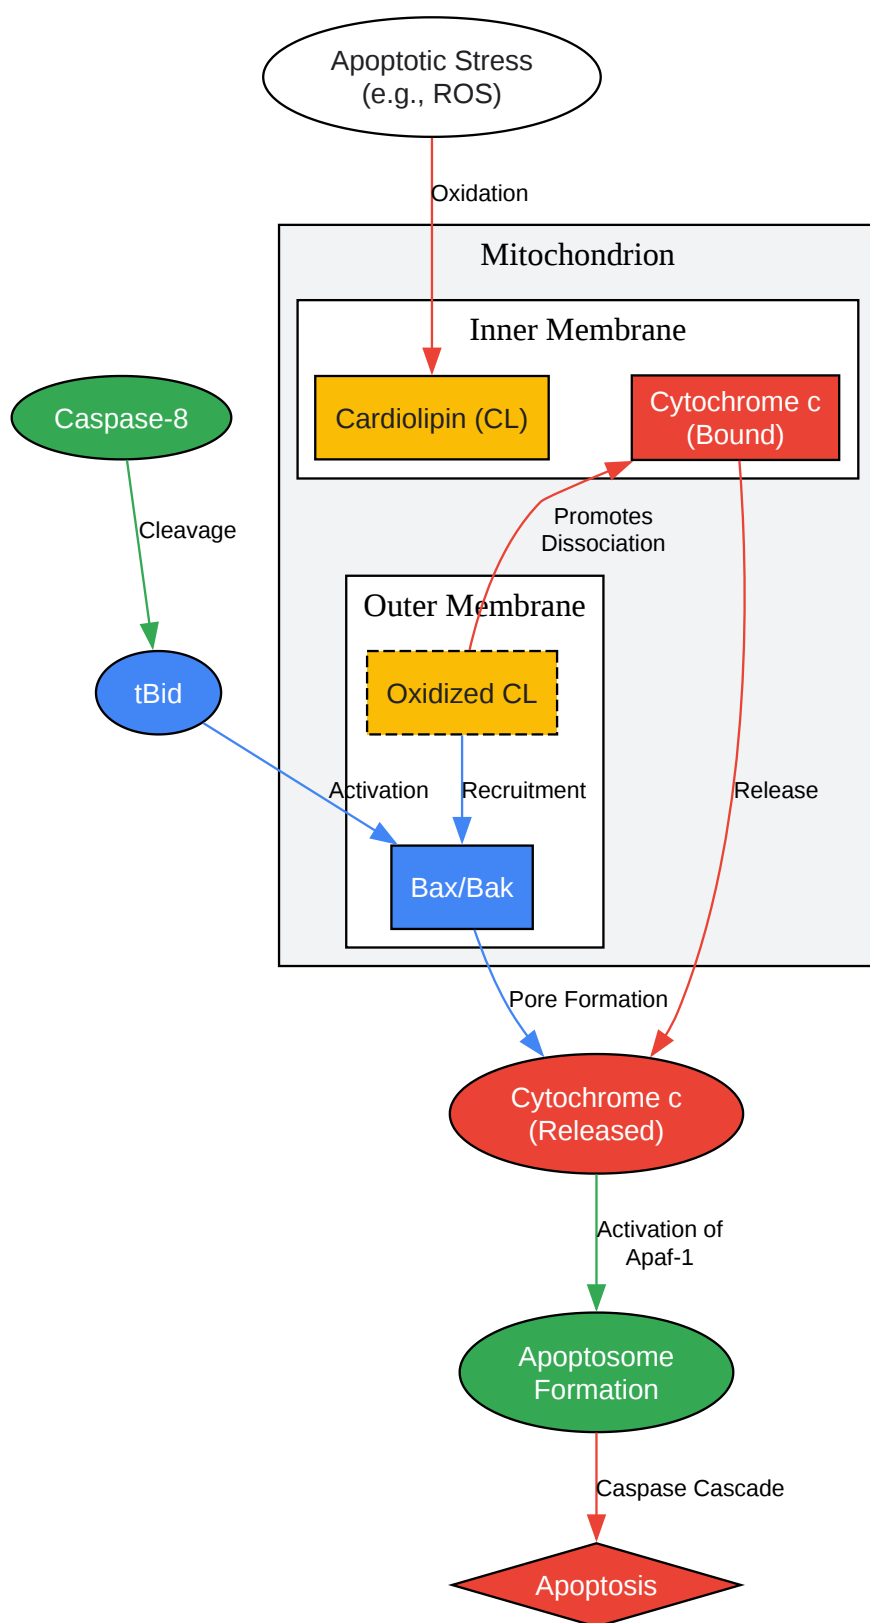 Apoptotic Stress
(e.g., ROS)
Oxidation
Mitochondrion
Inner Membrane
Caspase-8
Cardiolipin (CL)
Cytochrome c
(Bound)
Cleavage
Promotes
Dissociation
Outer Membrane
tBid
Oxidized CL
Activation
Recruitment
Release
Bax/Bak
Pore Formation
Cytochrome c
(Released)
Activation of
Apaf-1
Apoptosome
Formation
Caspase Cascade
Apoptosis